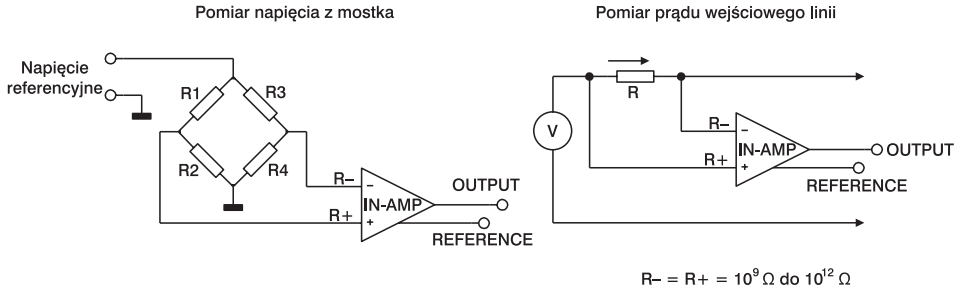 Pomiar napięcia z mostka
Napięcie
referencyjne
R1
R3
R2
R4
R–
R+
–
+
IN-AMP
OUTPUT
REFERENCE
Pomiar prądu wejściowego linii
R
V
R–
R+
–
+
IN-AMP
OUTPUT
REFERENCE
R– = R+ = 10⁹ Ω do 10¹² Ω